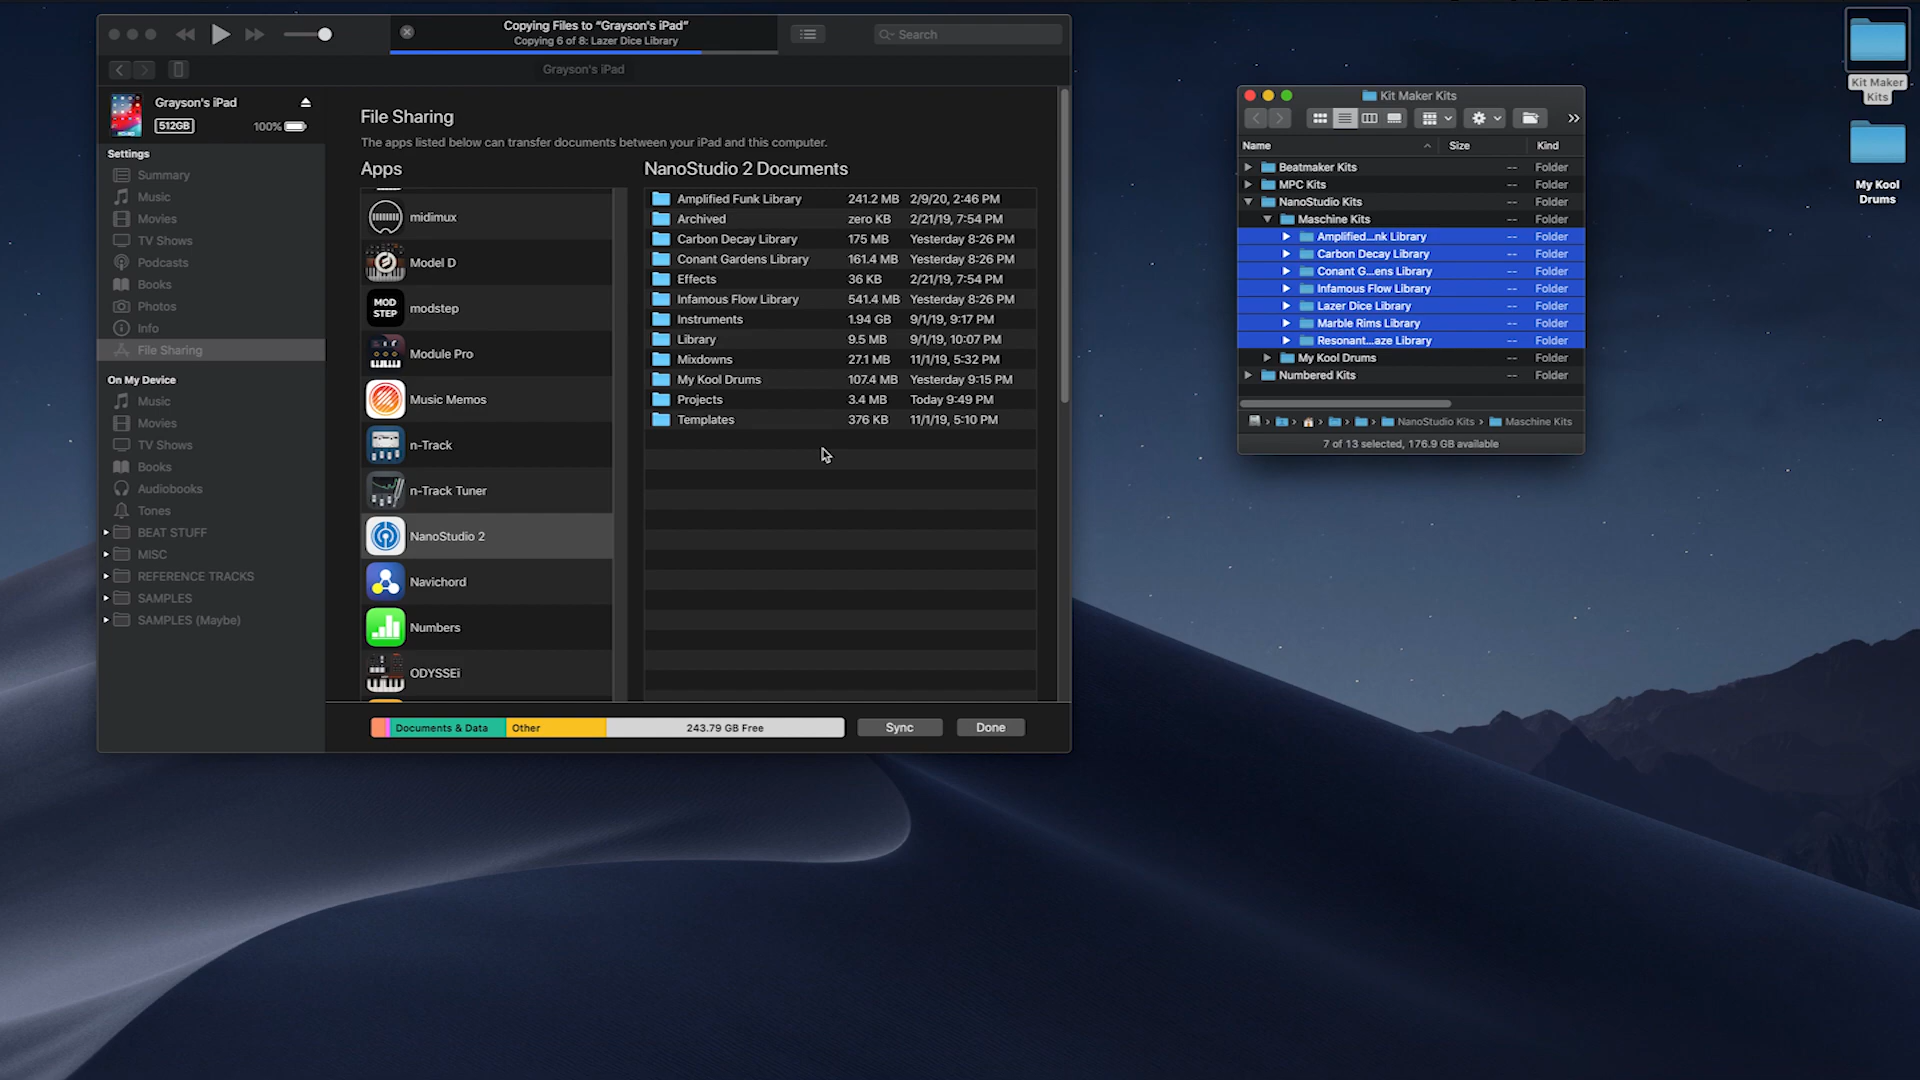 Copying Files to “Grayson's iPad”
Copying 6 of 8: Lazer Dice Library
Search
Grayson's iPad
Grayson's iPad
512GB
100%
Settings
Summary
Music
Movies
TV Shows
Podcasts
Books
Photos
Info
File Sharing
On My Device
Music
Movies
TV Shows
Books
Audiobooks
Tones
BEAT STUFF
MISC
REFERENCE TRACKS
SAMPLES
SAMPLES (Maybe)
File Sharing
The apps listed below can transfer documents between your iPad and this computer.
Apps
midimux
Model D
MOD
STEP
modstep
Module Pro
Music Memos
n-Track
n-Track Tuner
NanoStudio 2
Navichord
Numbers
ODYSSEi
NanoStudio 2 Documents
Amplified Funk Library 241.2 MB 2/9/20, 2:46 PM
Archived zero KB 2/21/19, 7:54 PM
Carbon Decay Library 175 MB Yesterday 8:26 PM
Conant Gardens Library 161.4 MB Yesterday 8:26 PM
Effects 36 KB 2/21/19, 7:54 PM
Infamous Flow Library 541.4 MB Yesterday 8:26 PM
Instruments 1.94 GB 9/1/19, 9:17 PM
Library 9.5 MB 9/1/19, 10:07 PM
Mixdowns 27.1 MB 11/1/19, 5:32 PM
My Kool Drums 107.4 MB Yesterday 9:15 PM
Projects 3.4 MB Today 9:49 PM
Templates 376 KB 11/1/19, 5:10 PM
Documents & Data Other 243.79 GB Free Sync Done
Kit Maker Kits
Name Size Kind
Beatmaker Kits -- Folder
MPC Kits -- Folder
NanoStudio Kits -- Folder
Maschine Kits -- Folder
Amplified...nk Library -- Folder
Carbon Decay Library -- Folder
Conant G...ens Library -- Folder
Infamous Flow Library -- Folder
Lazer Dice Library -- Folder
Marble Rims Library -- Folder
Resonant...aze Library -- Folder
My Kool Drums -- Folder
Numbered Kits -- Folder
NanoStudio Kits › Maschine Kits
7 of 13 selected, 176.9 GB available
Kit Maker
Kits
My Kool
Drums